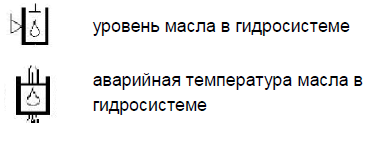 уровень масла в гидросистеме
аварийная температура масла в
гидросистеме